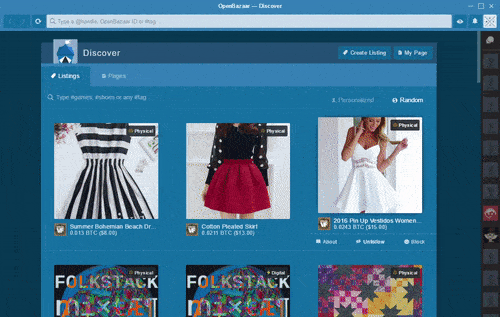 OpenBazaar — Discover
Type a @handle, OpenBazaar ID or #tag...
Discover
Create Listing
My Page
Listings
Pages
Type #games, #shoes or any #tag
Personalized
Random
Physical
Physical
Physical
Summer Bohemian Beach Dr...
0.013 BTC ($8.00)
Cotton Pleated Skirt
0.0211 BTC ($13.00)
2016 Pin Up Vestidos Women...
0.0243 BTC ($15.00)
About
Unfollow
Block
Physical
Digital
Physical
FOLKSTACK
FOLKSTACK